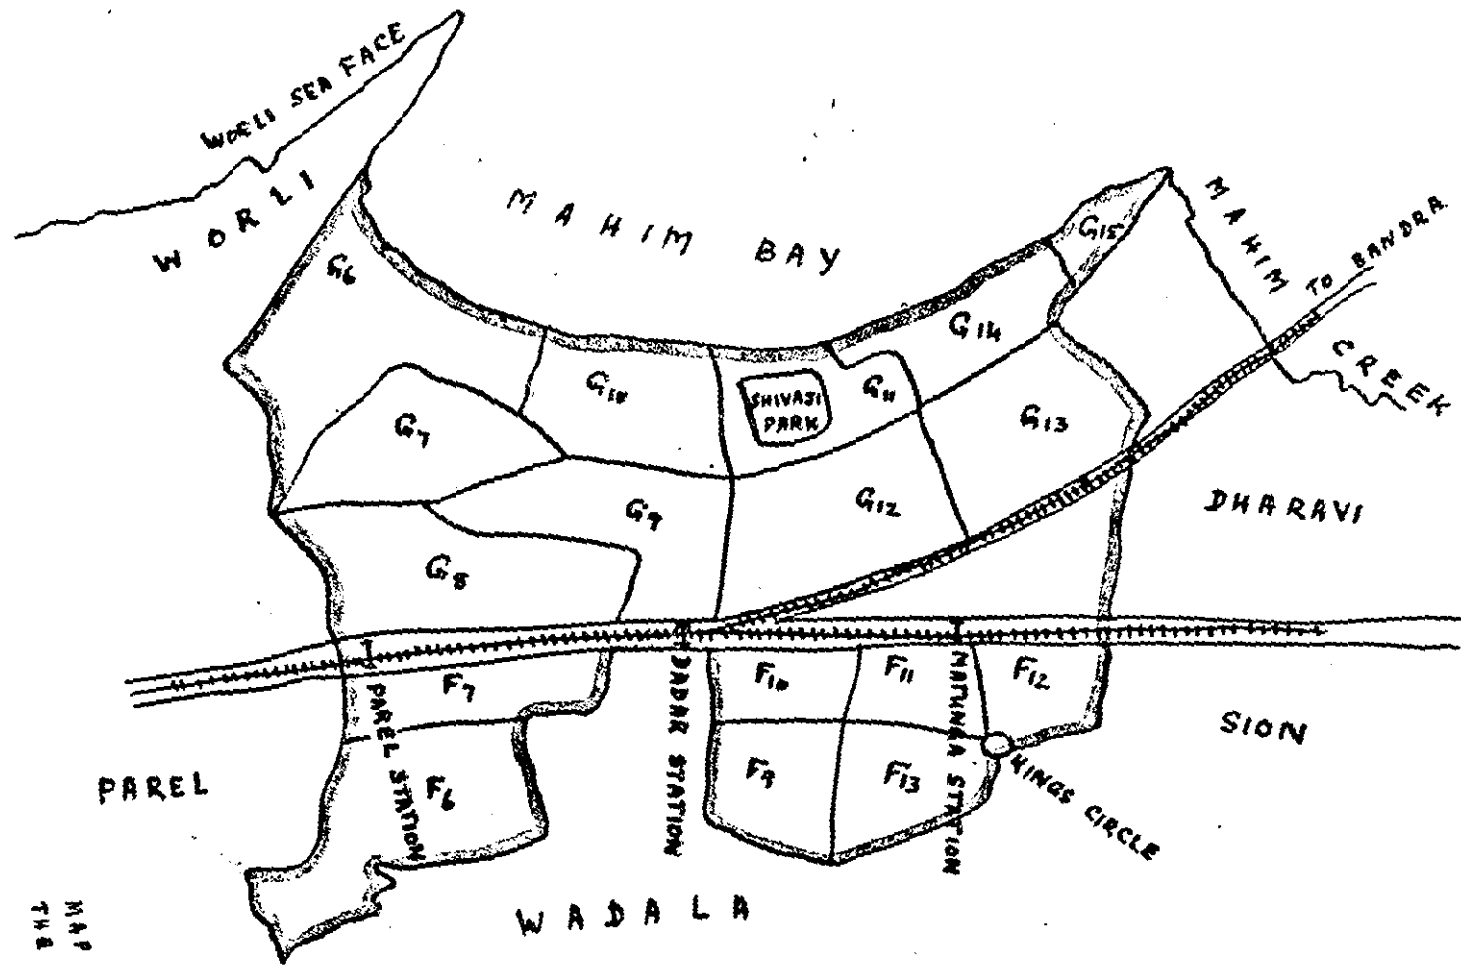 WORLI SEA FACE
WORLI
MAHIM BAY
MAHIM
CREEK
TO BANDRA
G6
G15
G14
G10
SHIVAJI
PARK
G11
G7
G13
G9
G12
DHARAVI
G8
F7
F10
F11
F12
SION
PAREL
PAREL STATION
F6
DADAR STATION
F9
F13
MATUNGA STATION
KINGS CIRCLE
WADALA
MAP
THE